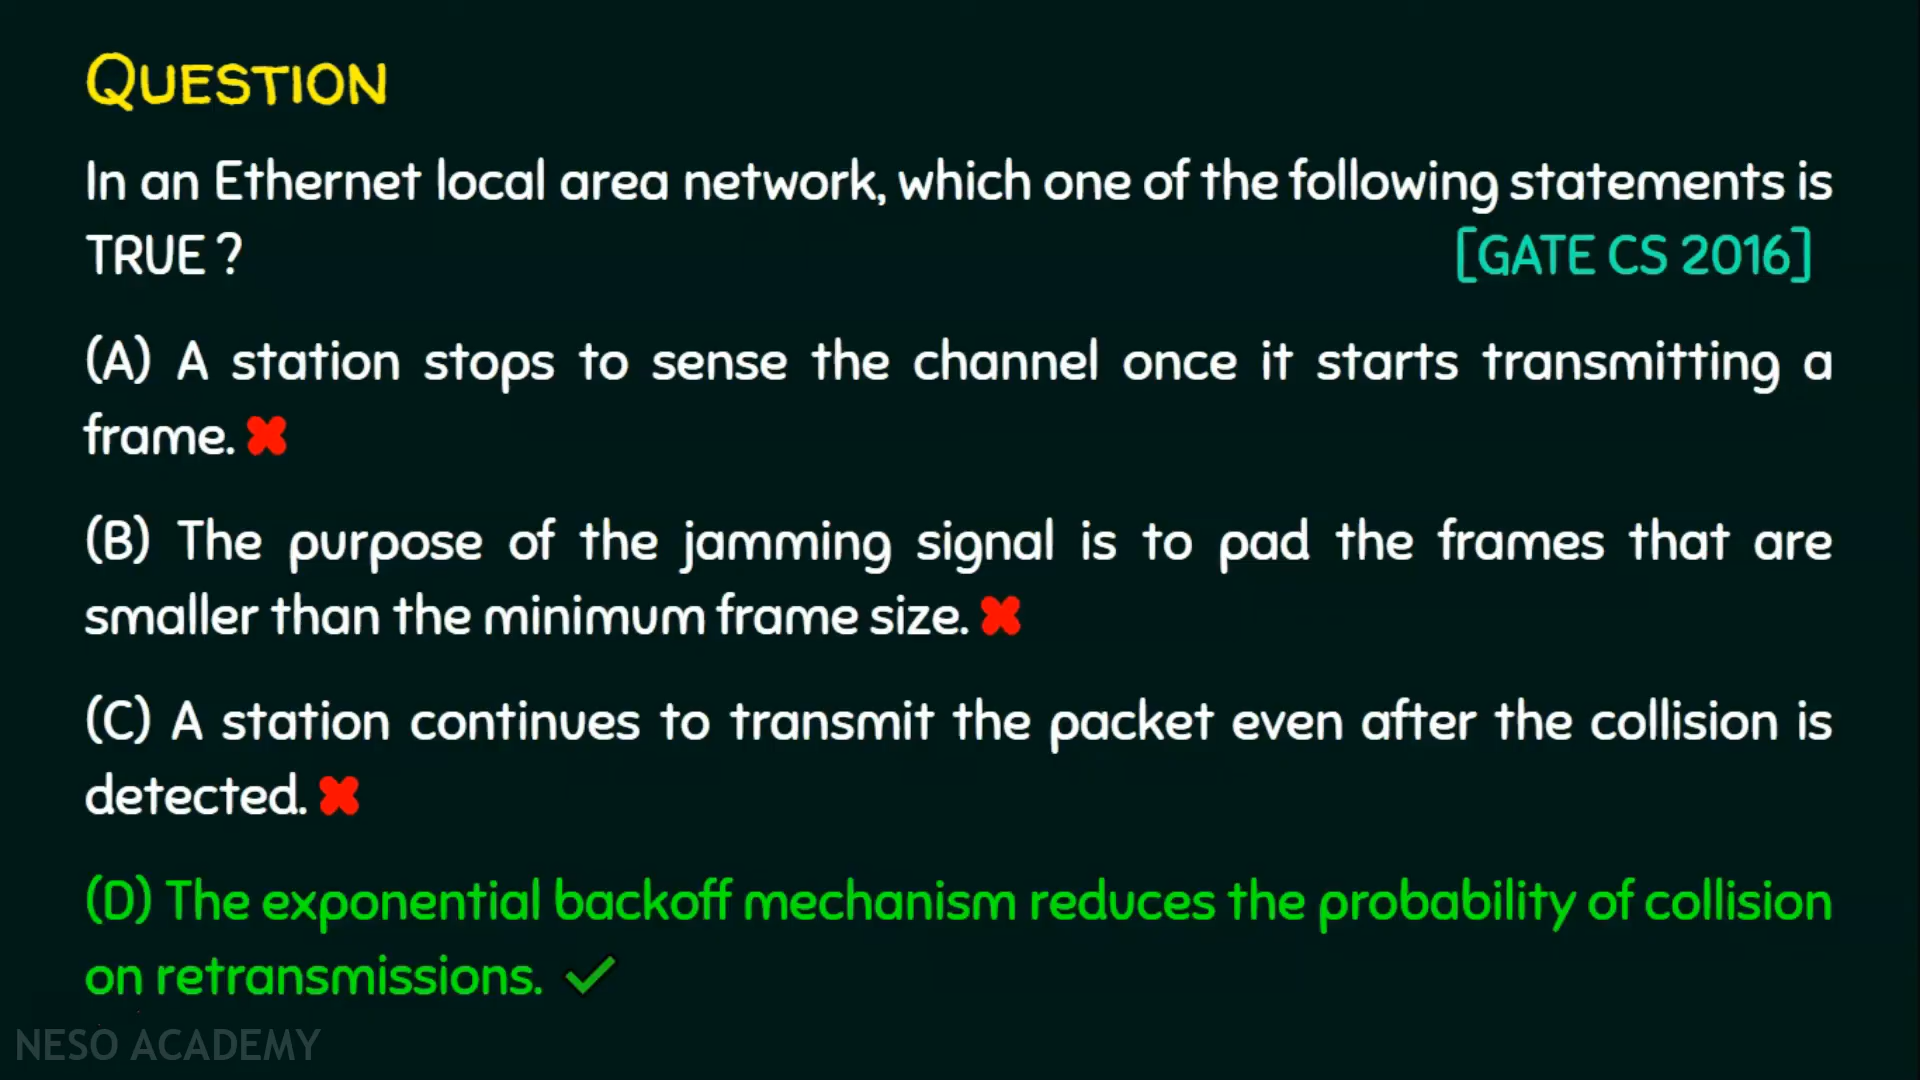 QUESTION
In an Ethernet local area network, which one of the following statements is
TRUE ? [GATE CS 2016]
(A) A station stops to sense the channel once it starts transmitting a
frame. ✖
(B) The purpose of the jamming signal is to pad the frames that are
smaller than the minimum frame size. ✖
(C) A station continues to transmit the packet even after the collision is
detected. ✖
(D) The exponential backoff mechanism reduces the probability of collision
on retransmissions. ✓
NESO ACADEMY